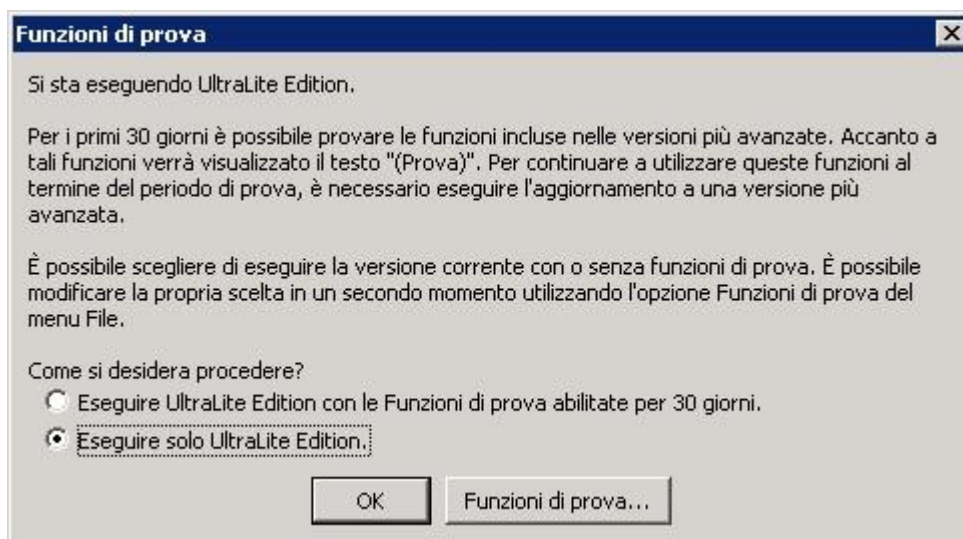 Funzioni di prova
Si sta eseguendo UltraLite Edition.
Per i primi 30 giorni è possibile provare le funzioni incluse nelle versioni più avanzate. Accanto a
tali funzioni verrà visualizzato il testo "(Prova)". Per continuare a utilizzare queste funzioni al
termine del periodo di prova, è necessario eseguire l'aggiornamento a una versione più
avanzata.
È possibile scegliere di eseguire la versione corrente con o senza funzioni di prova. È possibile
modificare la propria scelta in un secondo momento utilizzando l'opzione Funzioni di prova del
menu File.
Come si desidera procedere?
Eseguire UltraLite Edition con le Funzioni di prova abilitate per 30 giorni.
Eseguire solo UltraLite Edition.
OK Funzioni di prova...